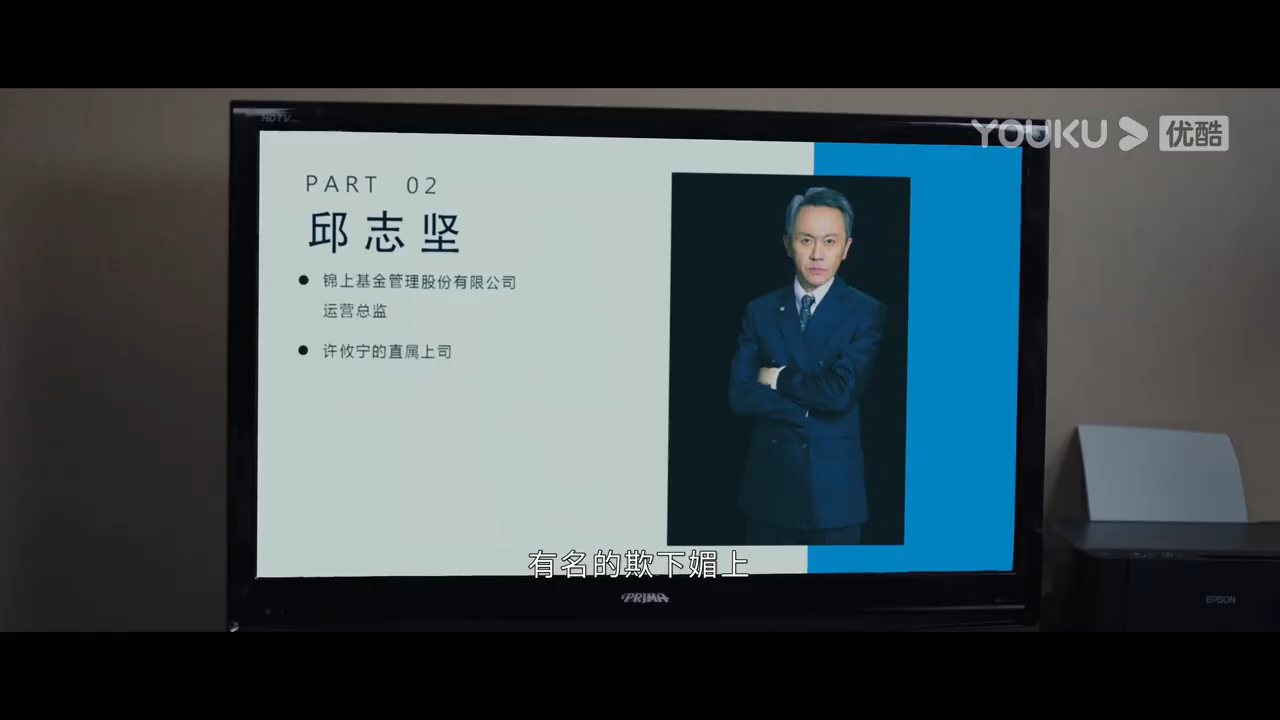 HDTV
YOUKU 优酷
PART 02
邱志坚
锦上基金管理股份有限公司
运营总监
许攸宁的直属上司
有名的欺下媚上
PRIMA
EPSON